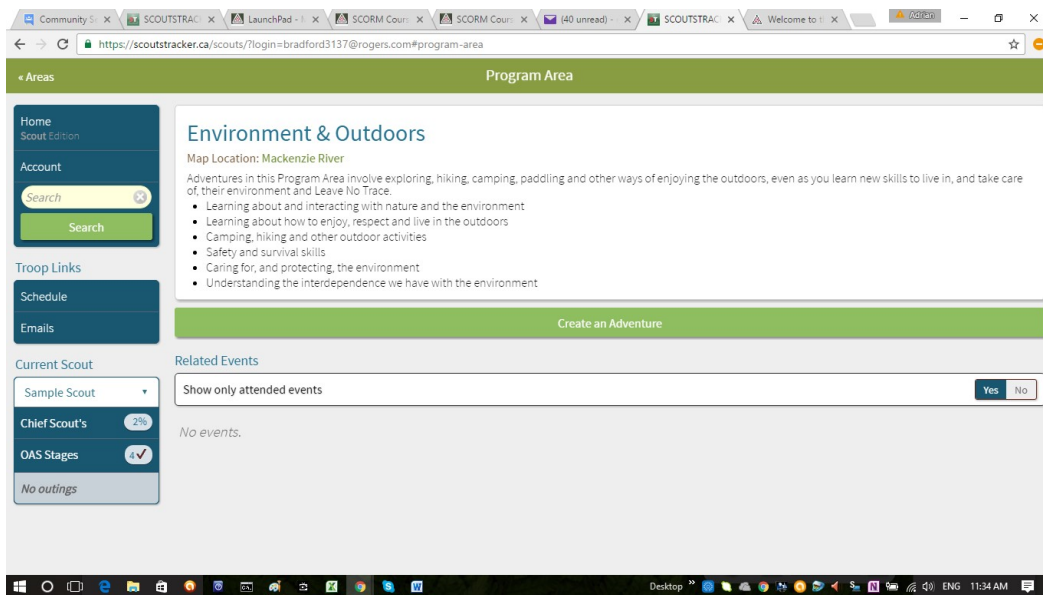 Community S
SCOUTSTRAC
LaunchPad - 
SCORM Cours
SCORM Cours
(40 unread) -
SCOUTSTRAC
Welcome to t
Adrian
https://scoutstracker.ca/scouts/?login=bradford3137@rogers.com#program-area
« Areas
Program Area
Home
Scout Edition
Account
Search
Search
Troop Links
Schedule
Emails
Current Scout
Sample Scout
Chief Scout's 2%
OAS Stages 4✓
No outings
Environment & Outdoors
Map Location: Mackenzie River
Adventures in this Program Area involve exploring, hiking, camping, paddling and other ways of enjoying the outdoors, even as you learn new skills to live in, and take care
of, their environment and Leave No Trace.
• Learning about and interacting with nature and the environment
• Learning about how to enjoy, respect and live in the outdoors
• Camping, hiking and other outdoor activities
• Safety and survival skills
• Caring for, and protecting, the environment
• Understanding the interdependence we have with the environment
Create an Adventure
Related Events
Show only attended events
Yes No
No events.
Desktop » ENG 11:34 AM